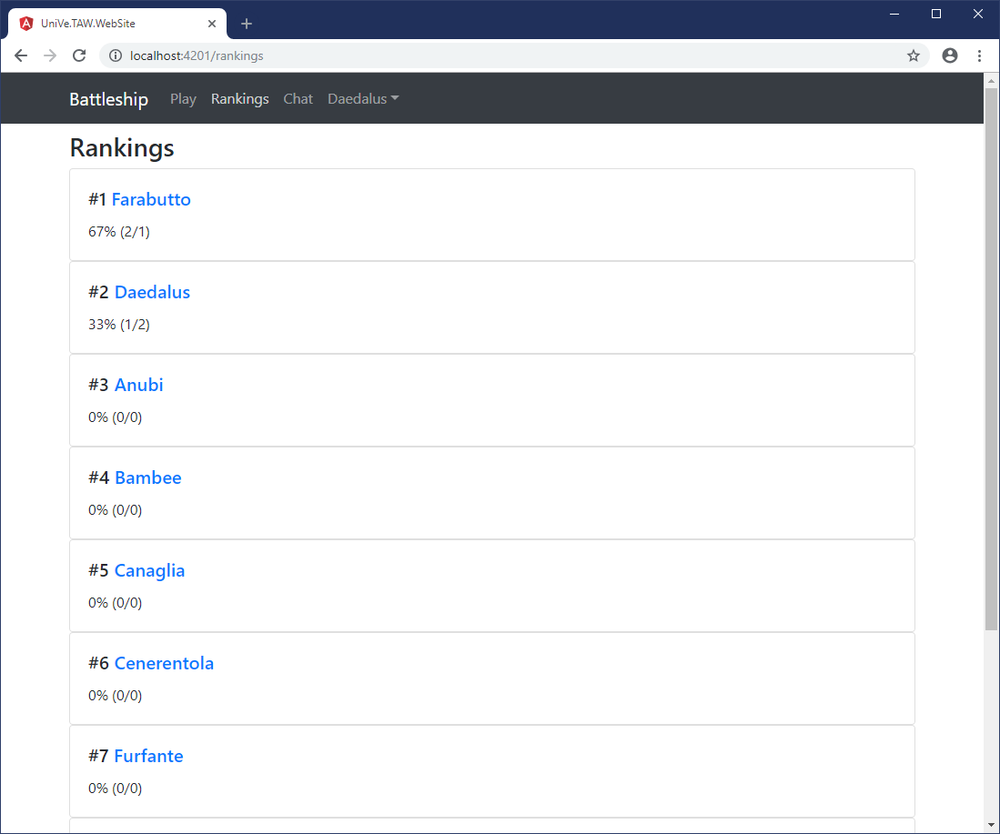 UniVe.TAW.WebSite
localhost:4201/rankings
Battleship Play Rankings Chat Daedalus
Rankings
#1 Farabutto
67% (2/1)
#2 Daedalus
33% (1/2)
#3 Anubi
0% (0/0)
#4 Bambee
0% (0/0)
#5 Canaglia
0% (0/0)
#6 Cenerentola
0% (0/0)
#7 Furfante
0% (0/0)